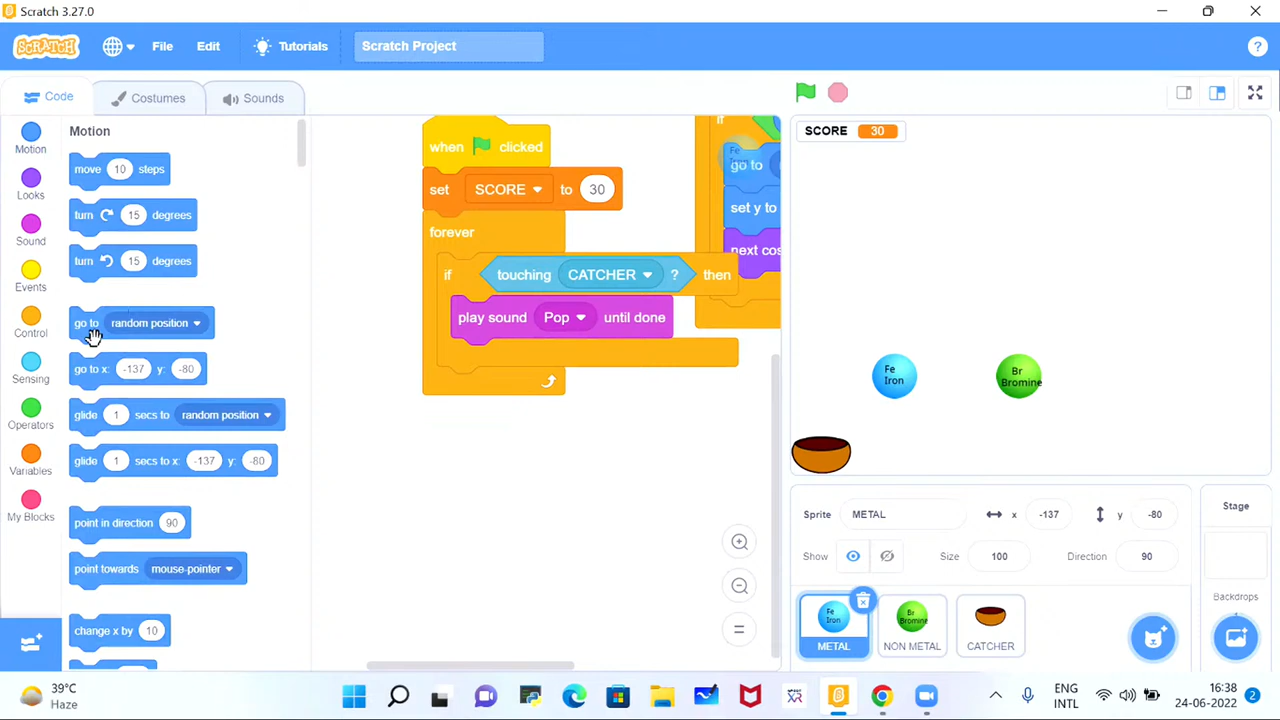 Scratch 3.27.0
SCRATCH File Edit Tutorials Scratch Project ?
Code Costumes Sounds
Motion
Looks
Sound
Events
Control
Sensing
Operators
Variables
My Blocks
Motion
move 10 steps
turn 15 degrees
turn 15 degrees
go to random position
go to x: -137 y: -80
glide 1 secs to random position
glide 1 secs to x: -137 y: -80
point in direction 90
point towards mouse-pointer
change x by 10
when clicked
set SCORE to 30
forever
if touching CATCHER ? then
play sound Pop until done
if
Fe
Iron
go to
set y to
next cos
SCORE 30
Fe
Iron
Br
Bromine
Sprite METAL x -137 y -80
Show Size 100 Direction 90
Fe
Iron
METAL
Br
Bromine
NON METAL
CATCHER
Stage
Backdrops
39°C
Haze
ENG
INTL
16:38
24-06-2022
2